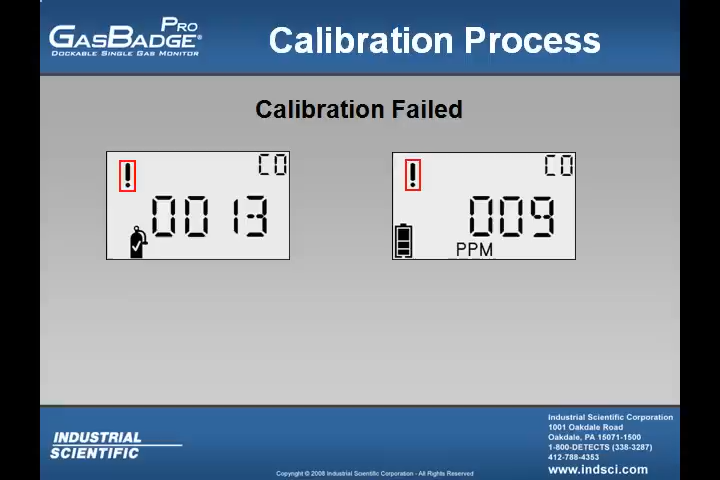 PRO
GASBADGE®
DOCKABLE SINGLE GAS MONITOR
Calibration Process
Calibration Failed
! CO
0013
! CO
009
PPM
INDUSTRIAL
SCIENTIFIC
Industrial Scientific Corporation
1001 Oakdale Road
Oakdale, PA 15071-1500
1-800-DETECTS (338-3287)
412-788-4353
www.indsci.com
Copyright © 2008 Industrial Scientific Corporation - All Rights Reserved